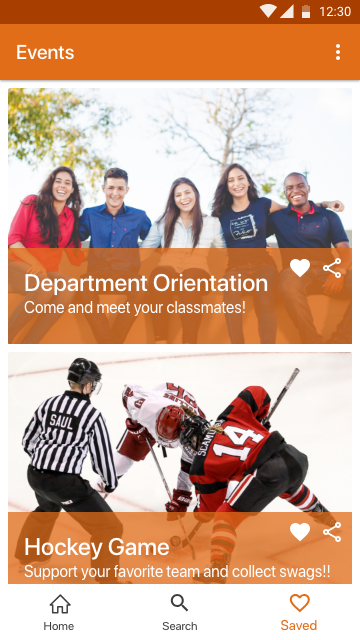 12:30
Events
Department Orientation
Come and meet your classmates!
SAUL
14
Hockey Game
Support your favorite team and collect swags!!
Home
Search
Saved